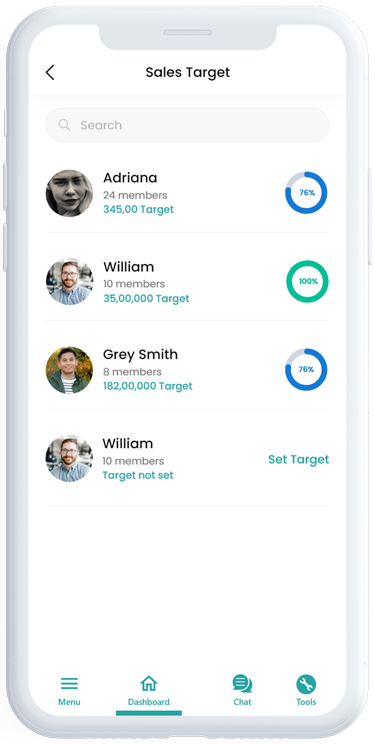 Sales Target
Search
Adriana
24 members
345,00 Target
76%
William
10 members
35,00,000 Target
100%
Grey Smith
8 members
182,00,000 Target
76%
William
10 members
Target not set
Set Target
Menu
Dashboard
Chat
Tools